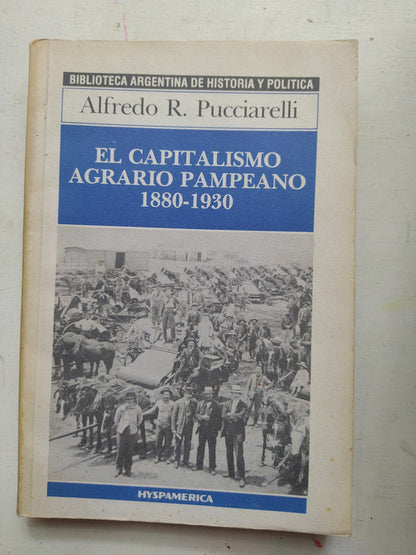 BIBLIOTECA ARGENTINA DE HISTORIA Y POLITICA
Alfredo R. Pucciarelli
EL CAPITALISMO
AGRARIO PAMPEANO
1880-1930
HYSPAMERICA